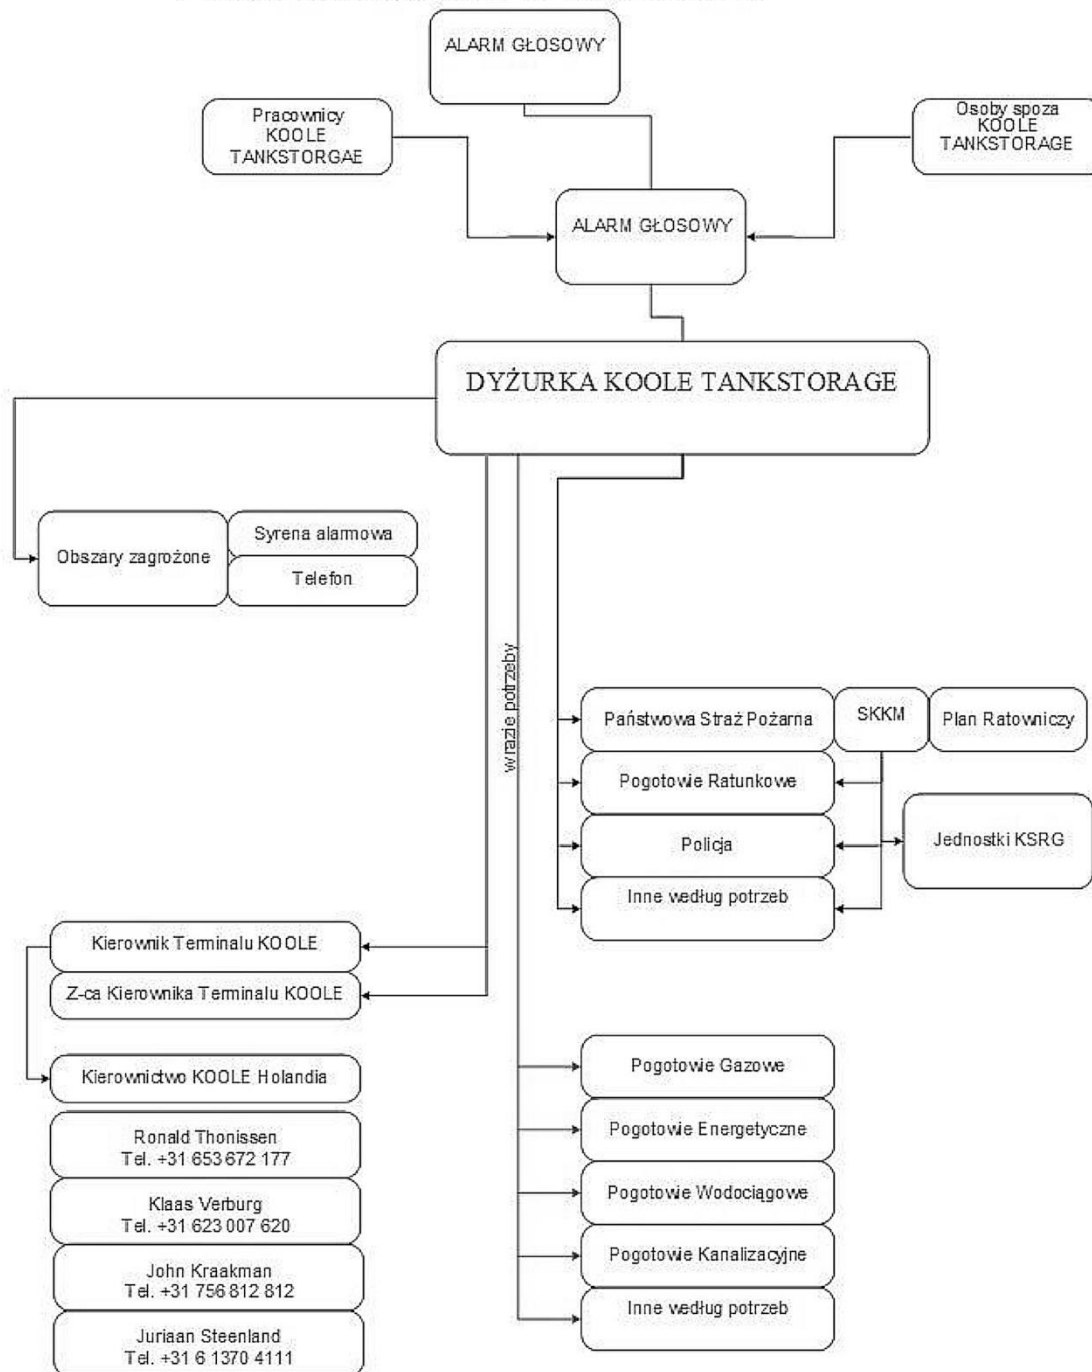 ALARM GŁOSOWY
Pracownicy
KOOLE
TANKSTORGAE
Osoby spoza
KOOLE
TANKSTORAGE
ALARM GŁOSOWY
DYŻURKA KOOLE TANKSTORAGE
Obszary zagrożone
Syrena alarmowa
Telefon
w razie potrzeby
Państwowa Straż Pożarna
SKKM
Plan Ratowniczy
Pogotowie Ratunkowe
Policja
Jednostki KSRG
Inne według potrzeb
Kierownik Terminalu KOOLE
Z-ca Kierownika Terminalu KOOLE
Kierownictwo KOOLE Holandia
Ronald Thonissen
Tel. +31 653 672 177
Klaas Verburg
Tel. +31 623 007 620
John Kraakman
Tel. +31 756 812 812
Juriaan Steenland
Tel. +31 6 1370 4111
Pogotowie Gazowe
Pogotowie Energetyczne
Pogotowie Wodociągowe
Pogotowie Kanalizacyjne
Inne według potrzeb